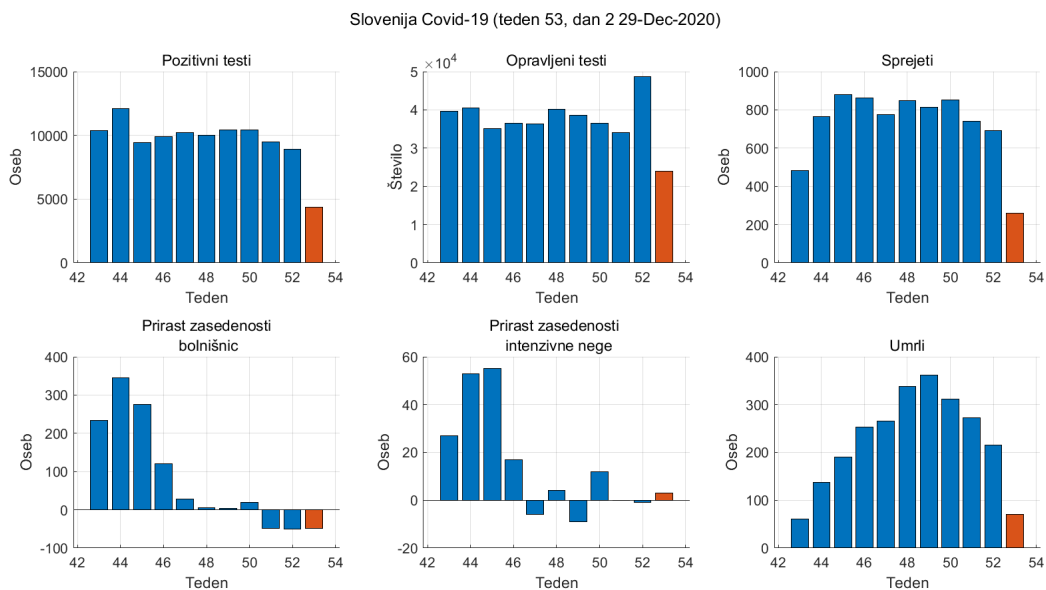 Slovenija Covid-19 (teden 53, dan 2 29-Dec-2020)
Pozitivni testi
15000
10000
5000
0
Oseb
42 44 46 48 50 52 54
Teden
Opravljeni testi
×10⁴
5
4
3
2
1
0
Število
42 44 46 48 50 52 54
Teden
Sprejeti
1000
800
600
400
200
0
Oseb
42 44 46 48 50 52 54
Teden
Prirast zasedenosti
bolnišnic
400
300
200
100
0
-100
Oseb
42 44 46 48 50 52 54
Teden
Prirast zasedenosti
intenzivne nege
60
40
20
0
-20
Oseb
42 44 46 48 50 52 54
Teden
Umrli
400
300
200
100
0
Oseb
42 44 46 48 50 52 54
Teden